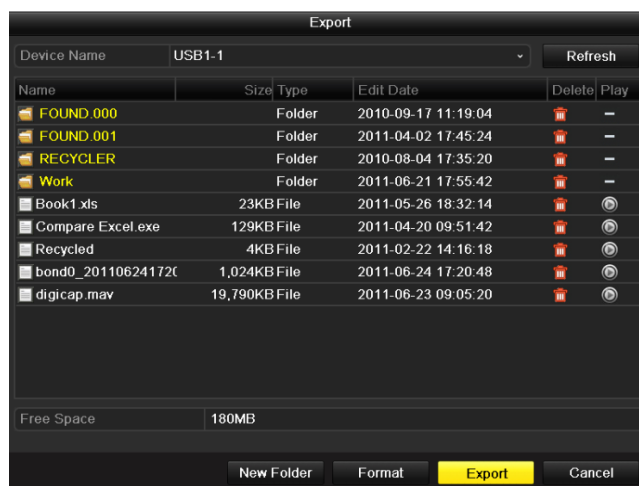 Export
Device Name USB1-1 Refresh
Name Size Type Edit Date Delete Play
FOUND.000 Folder 2010-09-17 11:19:04 –
FOUND.001 Folder 2011-04-02 17:45:24 –
RECYCLER Folder 2010-08-04 17:35:20 –
Work Folder 2011-06-21 17:55:42 –
Book1.xls 23KB File 2011-05-26 18:32:14
Compare Excel.exe 129KB File 2011-04-20 09:51:42
Recycled 4KB File 2011-02-22 14:16:18
bond0_20110624172( 1,024KB File 2011-06-24 17:20:48
digicap.mav 19,790KB File 2011-06-23 09:05:20
Free Space 180MB
New Folder Format Export Cancel